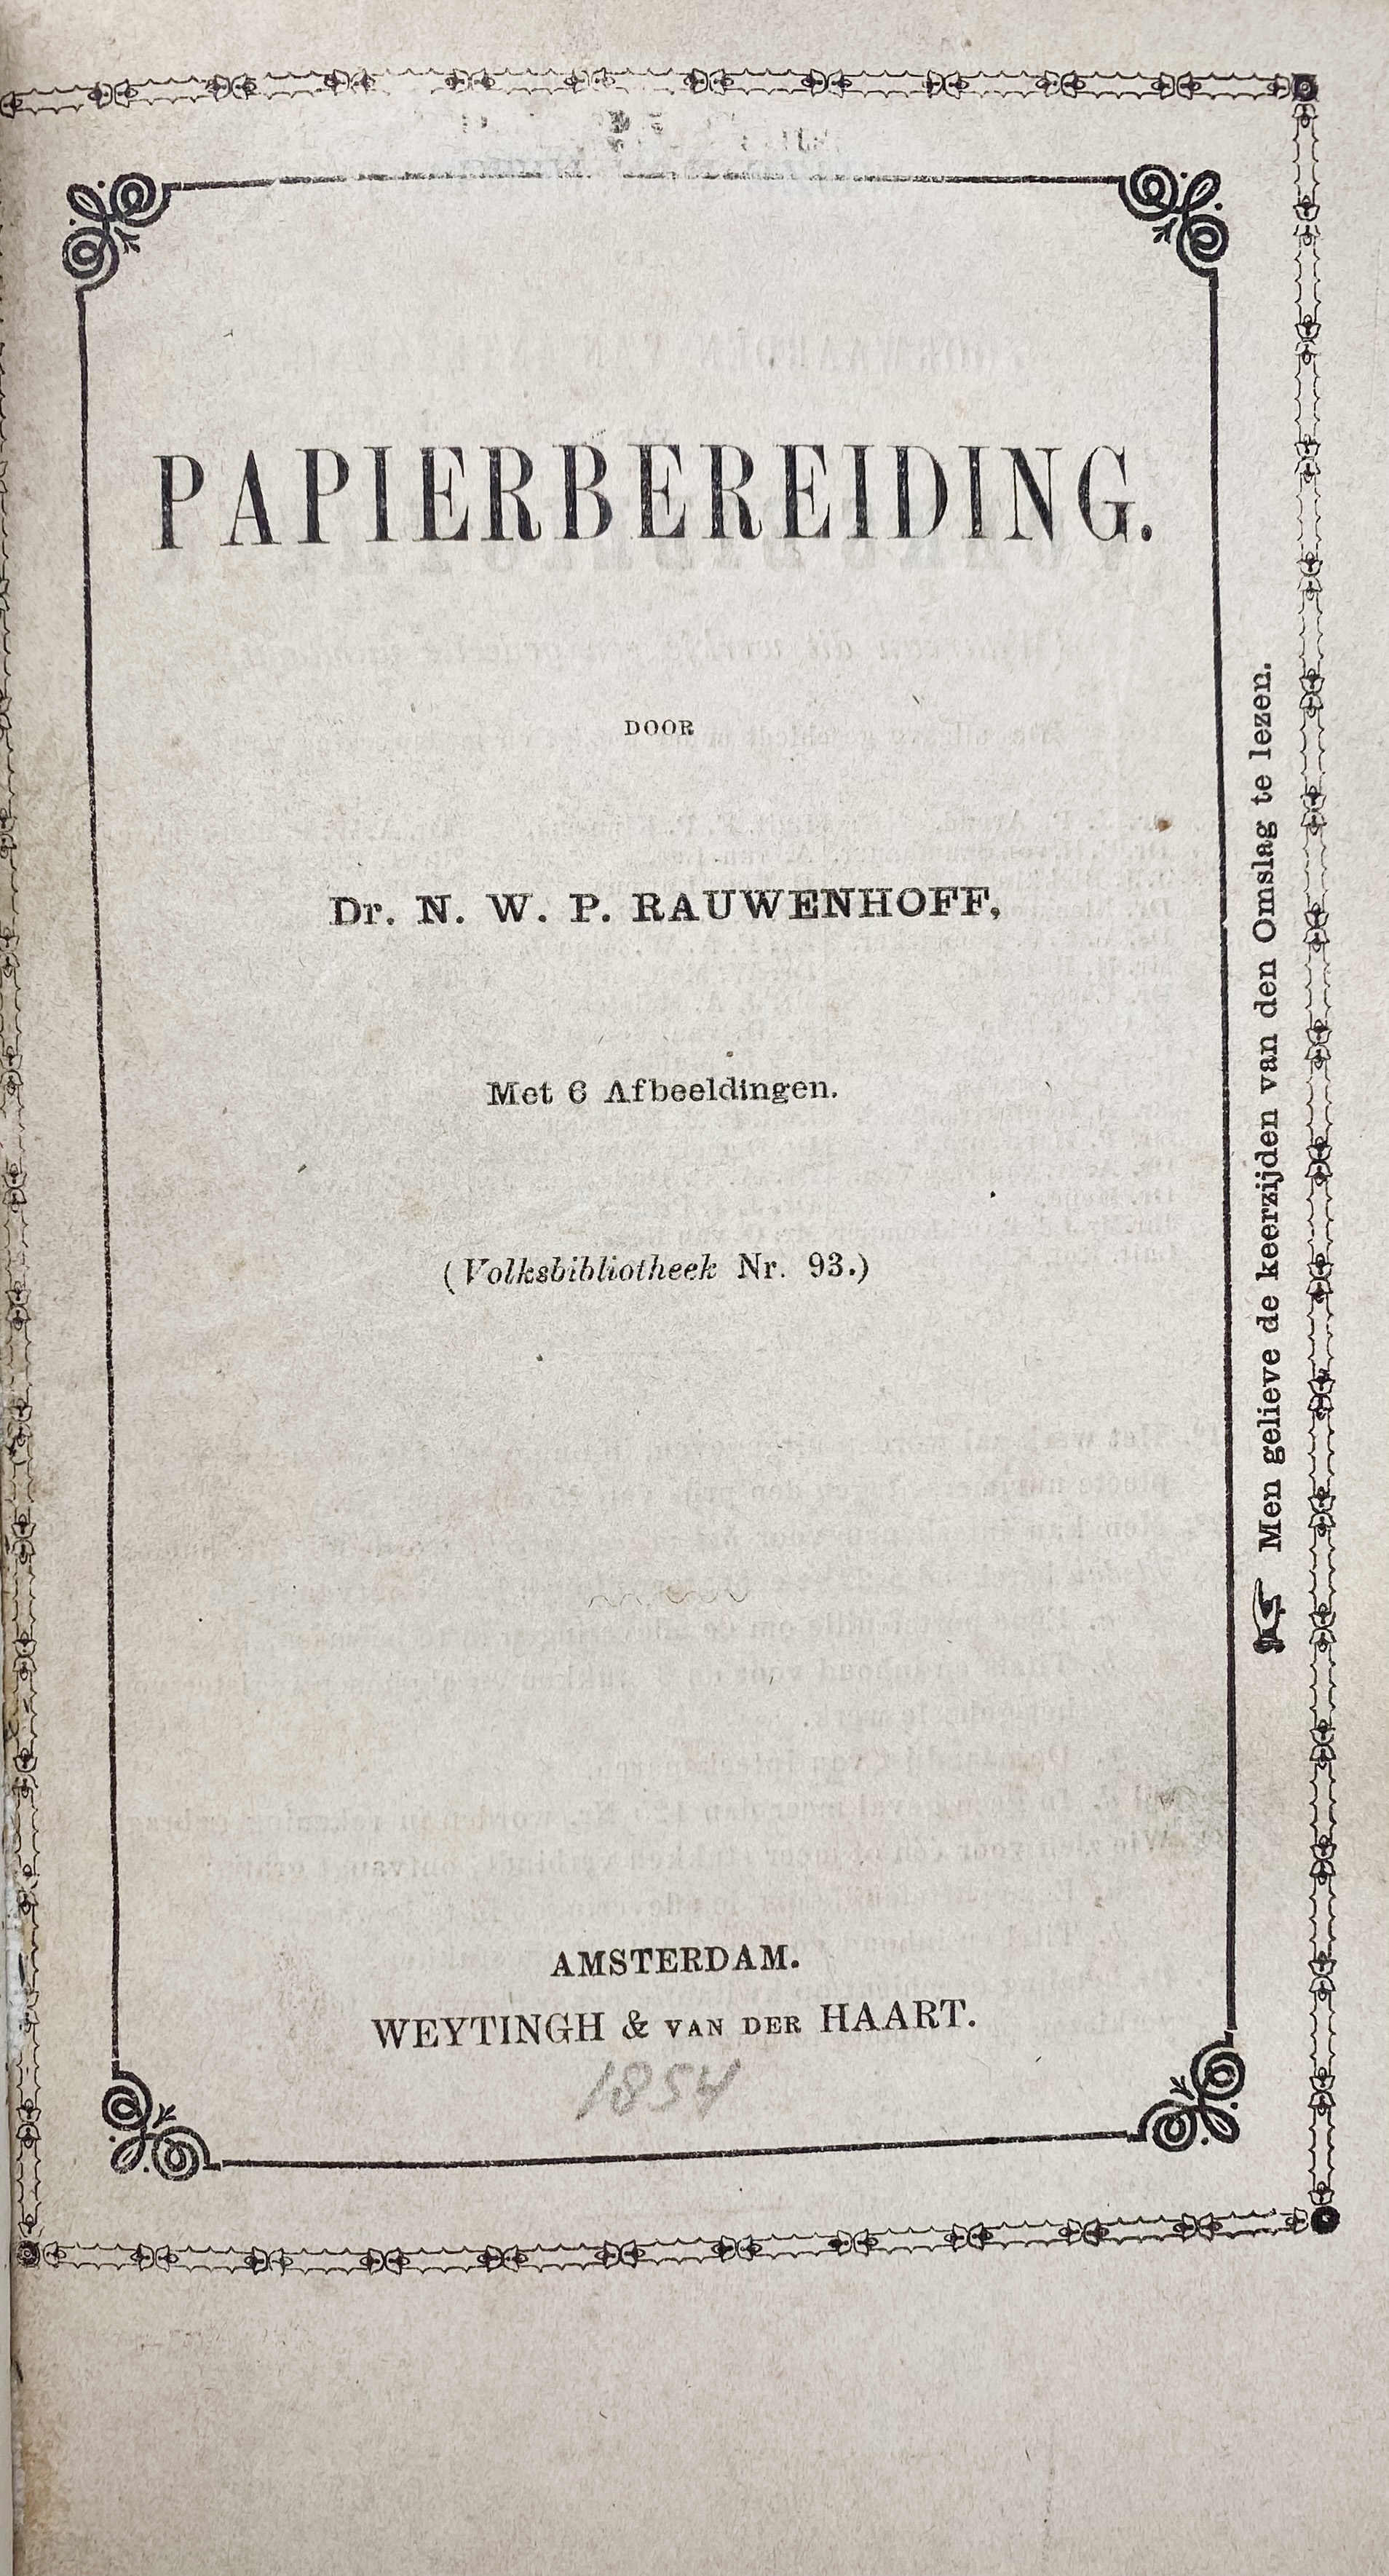 PAPIERBEREIDING.
DOOR
Dr. N. W. P. RAUWENHOFF,
Met 6 Afbeeldingen.
(Volksbibliotheek Nr. 93.)
AMSTERDAM.
WEYTINGH & VAN DER HAART.
1854
☞ Men gelieve de keerzijden van den Omslag te lezen.